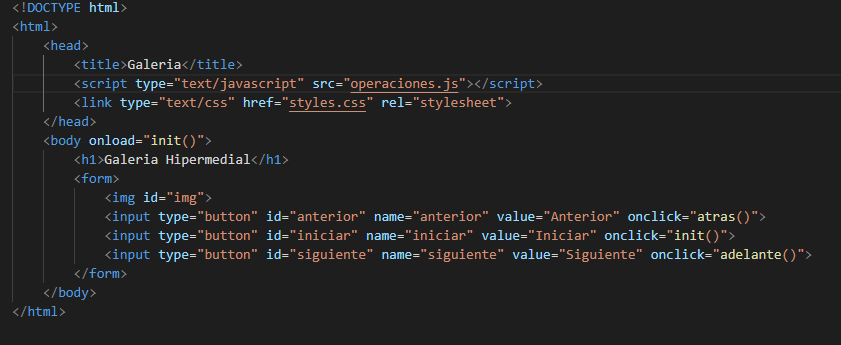 <!DOCTYPE html>
<html>
<head>
<title>Galeria</title>
<script type="text/javascript" src="operaciones.js"></script>
<link type="text/css" href="styles.css" rel="stylesheet">
</head>
<body onload="init()">
<h1>Galeria Hipermedial</h1>
<form>
<img id="img">
<input type="button" id="anterior" name="anterior" value="Anterior" onclick="atras()">
<input type="button" id="iniciar" name="iniciar" value="Iniciar" onclick="init()">
<input type="button" id="siguiente" name="siguiente" value="Siguiente" onclick="adelante()">
</form>
</body>
</html>